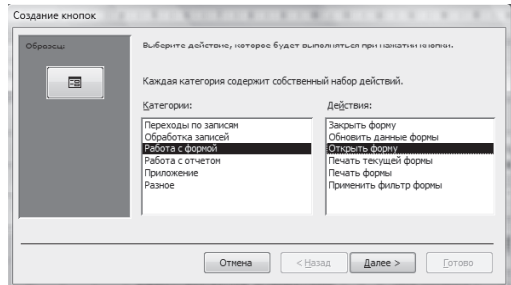 Создание кнопок
Образец:
Выберите действие, которое будет выполняться при нажатии кнопки.
Каждая категория содержит собственный набор действий.
Категории:
Переходы по записям
Обработка записей
Работа с формой
Работа с отчетом
Приложение
Разное
Действия:
Закрыть форму
Обновить данные формы
Открыть форму
Печать текущей формы
Печать формы
Применить фильтр формы
Отмена
< Назад
Далее >
Готово